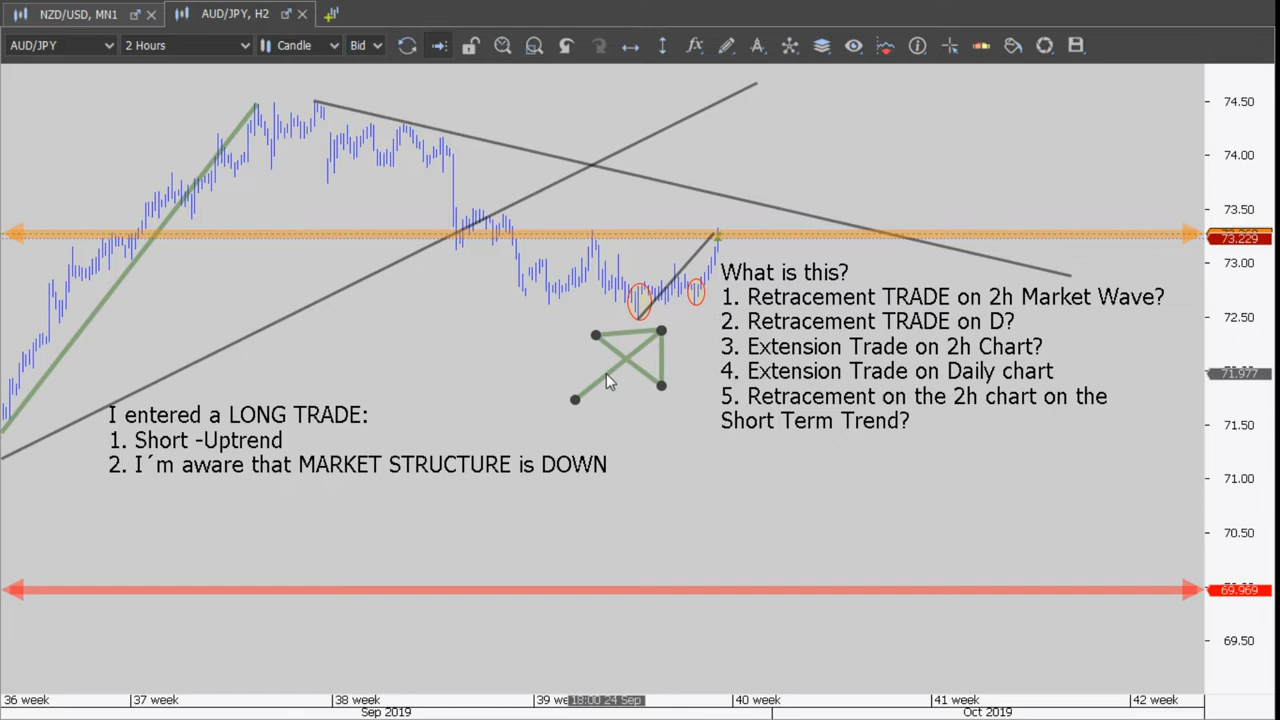 NZD/USD, MN1
AUD/JPY, H2
AUD/JPY
2 Hours
Candle
Bid
74.50
74.00
73.50
73.229
73.00
72.50
71.977
71.50
71.00
70.50
69.969
69.50
What is this?
1. Retracement TRADE on 2h Market Wave?
2. Retracement TRADE on D?
3. Extension Trade on 2h Chart?
4. Extension Trade on Daily chart
5. Retracement on the 2h chart on the
Short Term Trend?
I entered a LONG TRADE:
1. Short -Uptrend
2. I´m aware that MARKET STRUCTURE is DOWN
36 week
37 week
38 week
39 we
18:00 24 Sep
40 week
41 week
42 week
Sep 2019
Oct 2019